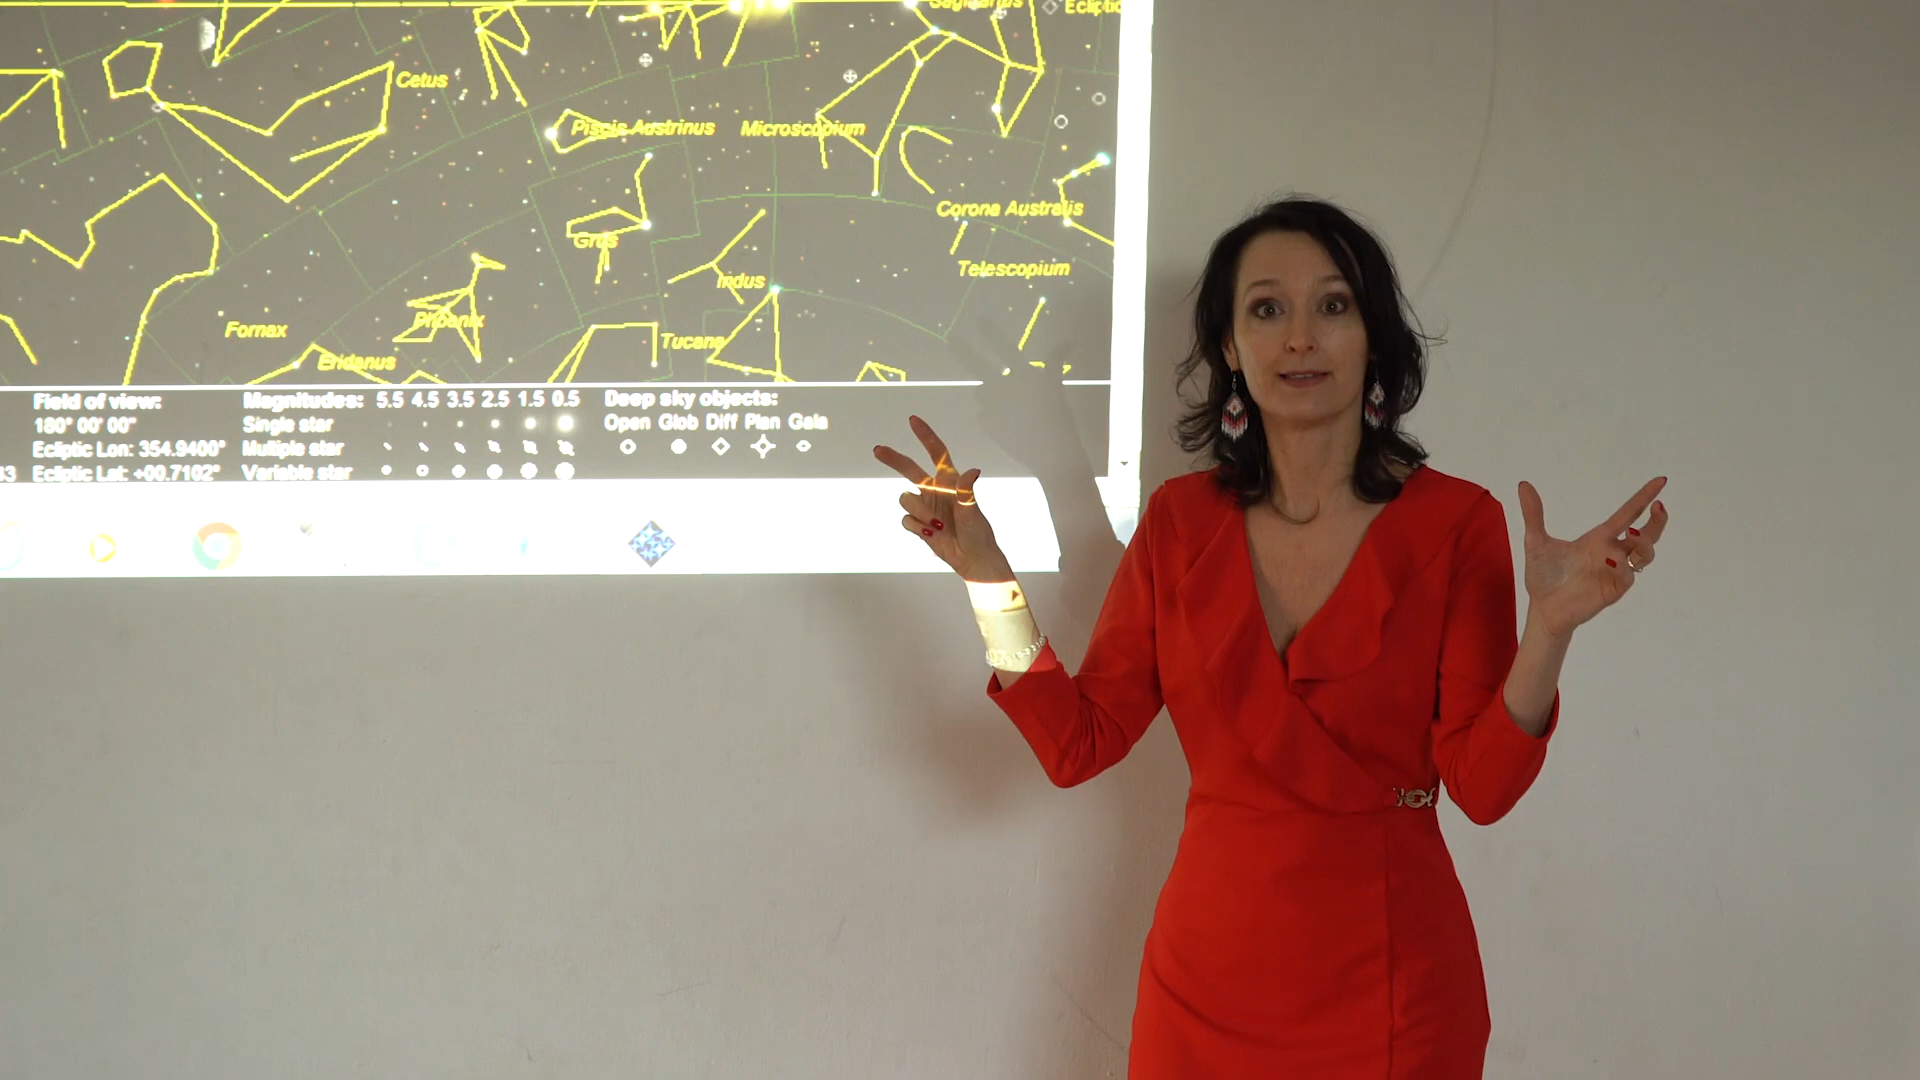 Sagittarius
Ecliptic
Cetus
Piscis Austrinus
Microscopium
Corona Australis
Grus
Telescopium
Indus
Phoenix
Fornax
Tucana
Eridanus
Field of view: Magnitudes: 5.5 4.5 3.5 2.5 1.5 0.5 Deep sky objects:
180° 00' 00" Single star Open Glob Diff Plan Gala
Ecliptic Lon: 354.9400° Multiple star
Ecliptic Lat: +00.7102° Variable star